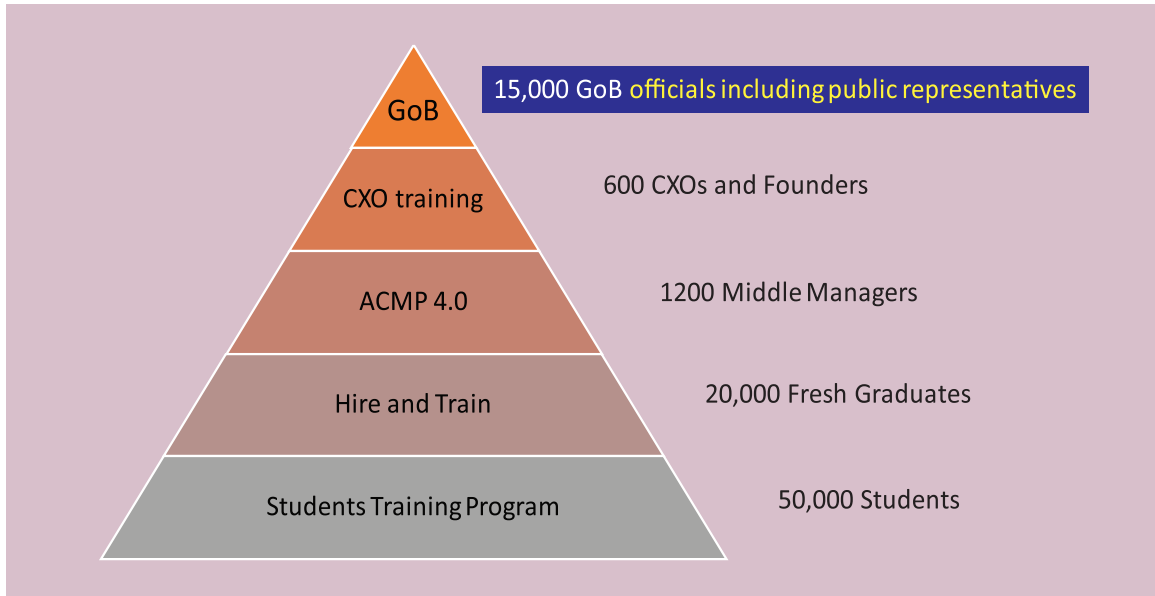 GoB
15,000 GoB officials including public representatives
CXO training
600 CXOs and Founders
ACMP 4.0
1200 Middle Managers
Hire and Train
20,000 Fresh Graduates
Students Training Program
50,000 Students